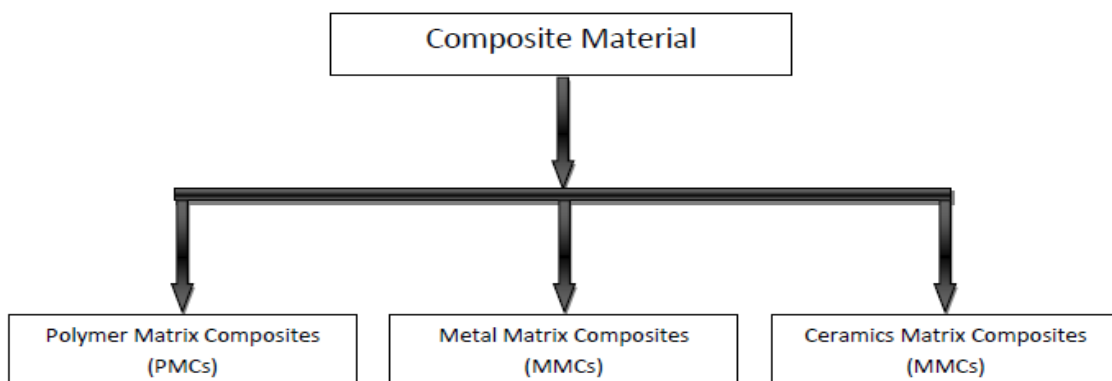 Composite Material
Polymer Matrix Composites
(PMCs)
Metal Matrix Composites
(MMCs)
Ceramics Matrix Composites
(MMCs)